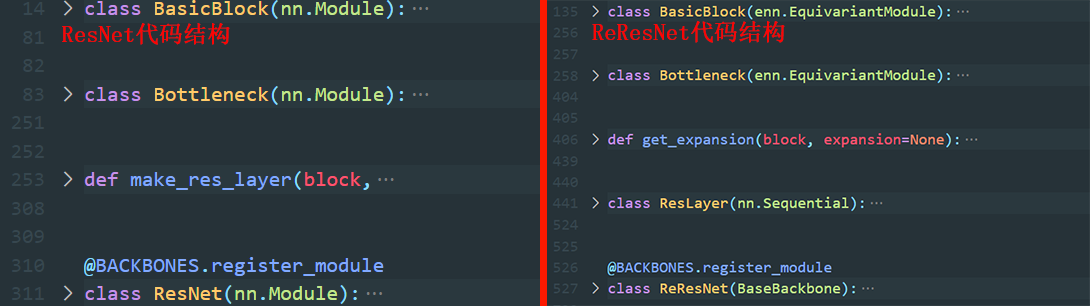 14 > class BasicBlock(nn.Module):···
ResNet代码结构
81
82
83 > class Bottleneck(nn.Module):···
251
252
253 > def make_res_layer(block,···
308
309
310 @BACKBONES.register_module
311 > class ResNet(nn.Module):···
135 > class BasicBlock(enn.EquivariantModule):···
ReResNet代码结构
256
257
258 > class Bottleneck(enn.EquivariantModule):···
404
405
406 > def get_expansion(block, expansion=None):···
439
440
441 > class ResLayer(nn.Sequential):···
524
525
526 @BACKBONES.register_module
527 > class ReResNet(BaseBackbone):···